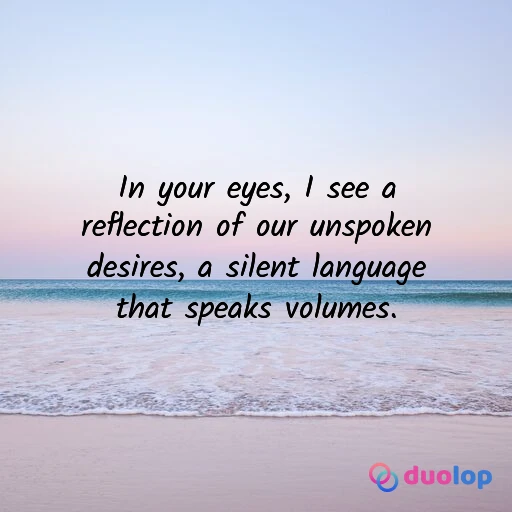 In your eyes, I see a
reflection of our unspoken
desires, a silent language
that speaks volumes.
duolop